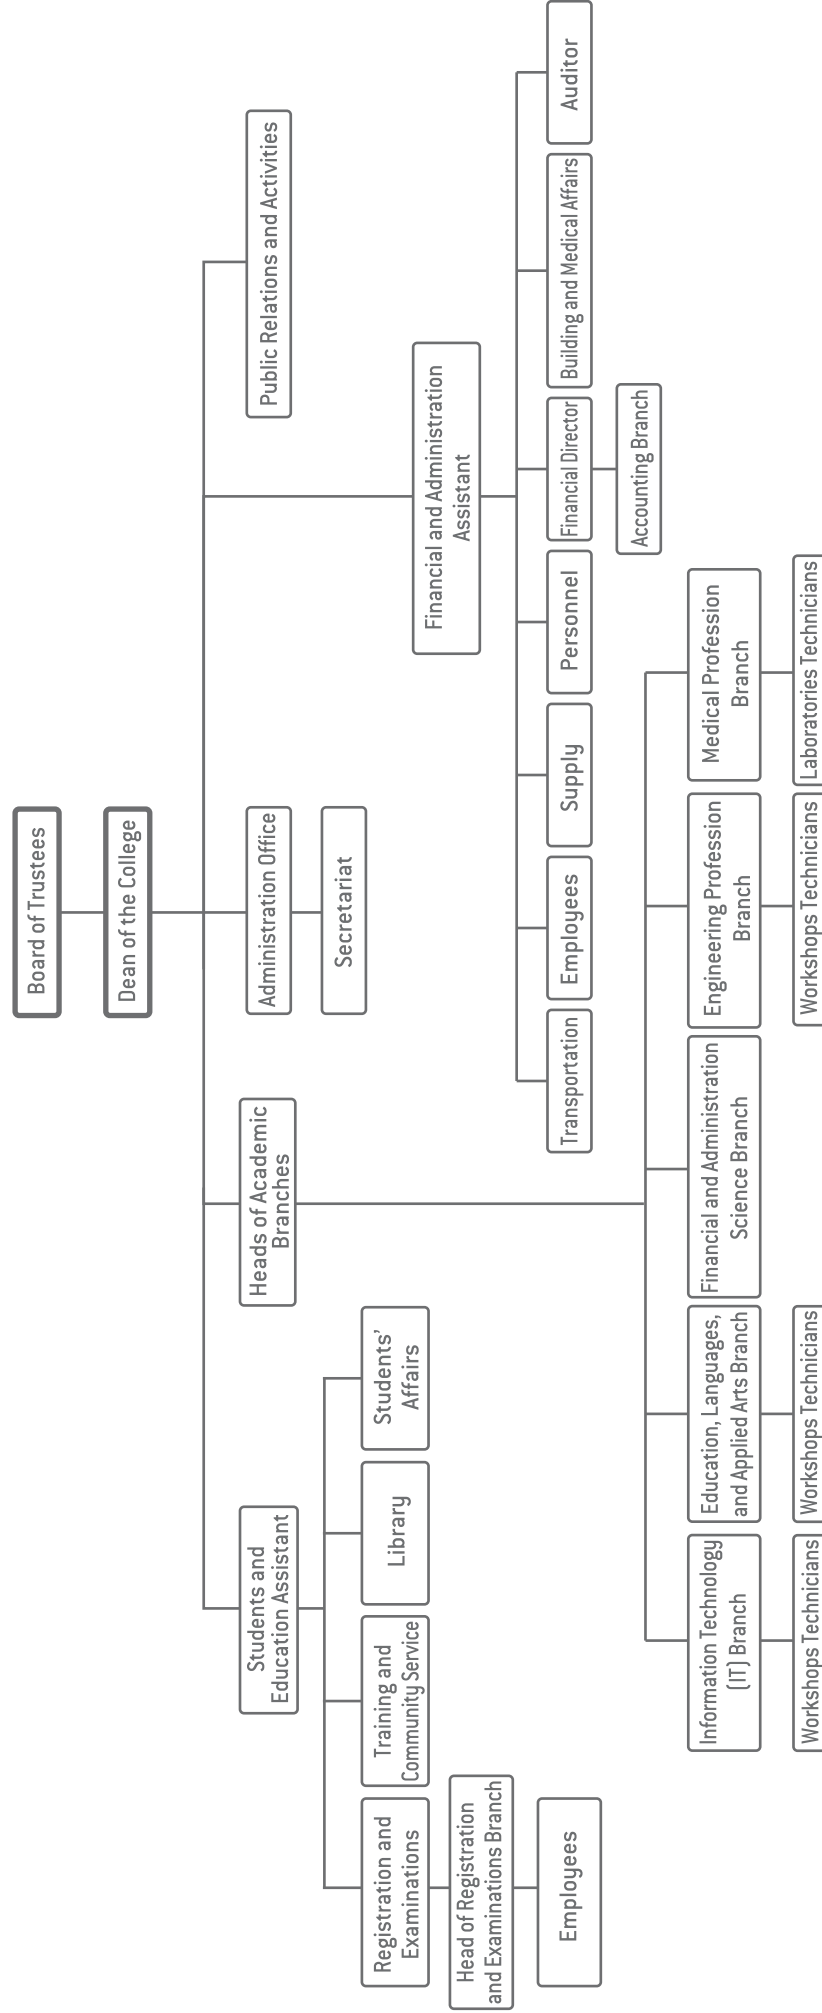 Board of Trustees
Dean of the College
Students and
Education Assistant
Heads of Academic
Branches
Administration Office
Public Relations and Activities
Secretariat
Registration and
Examinations
Training and
Community Service
Library
Students'
Affairs
Financial and Administration
Assistant
Head of Registration
and Examinations Branch
Employees
Transportation
Employees
Supply
Personnel
Financial Director
Building and Medical Affairs
Auditor
Accounting Branch
Information Technology
(IT) Branch
Education, Languages,
and Applied Arts Branch
Financial and Administration
Science Branch
Engineering Profession
Branch
Medical Profession
Branch
Workshops Technicians
Workshops Technicians
Workshops Technicians
Laboratories Technicians